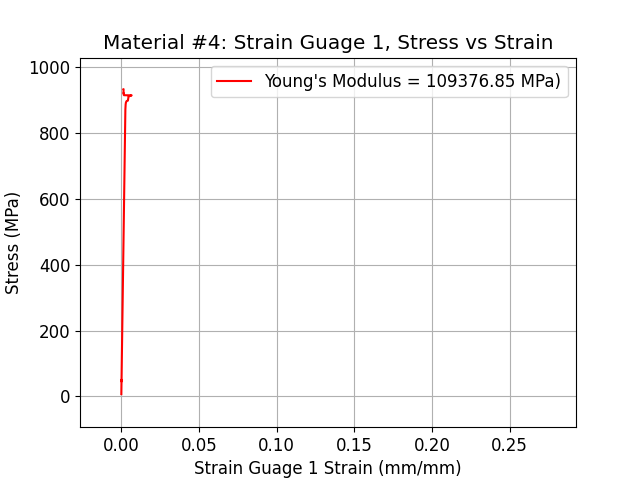 Material #4: Strain Guage 1, Stress vs Strain
1000
Young's Modulus = 109376.85 MPa)
800
600
400
200
0
Stress (MPa)
0.00 0.05 0.10 0.15 0.20 0.25
Strain Guage 1 Strain (mm/mm)